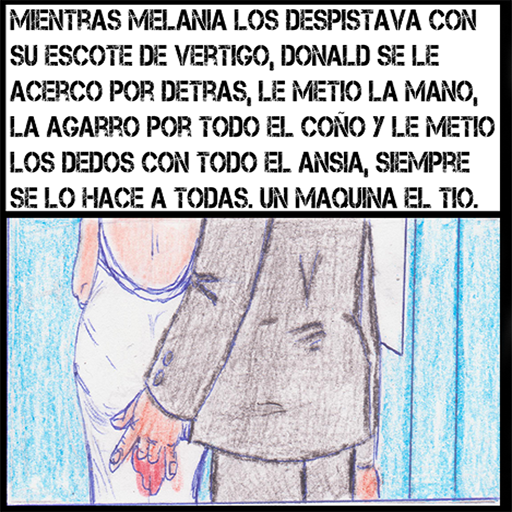 MIENTRAS MELANIA LOS DESPISTAVA CON
SU ESCOTE DE VERTIGO, DONALD SE LE
ACERCO POR DETRAS, LE METIO LA MANO,
LA AGARRO POR TODO EL COÑO Y LE METIO
LOS DEDOS CON TODO EL ANSIA, SIEMPRE
SE LO HACE A TODAS. UN MAQUINA EL TIO.